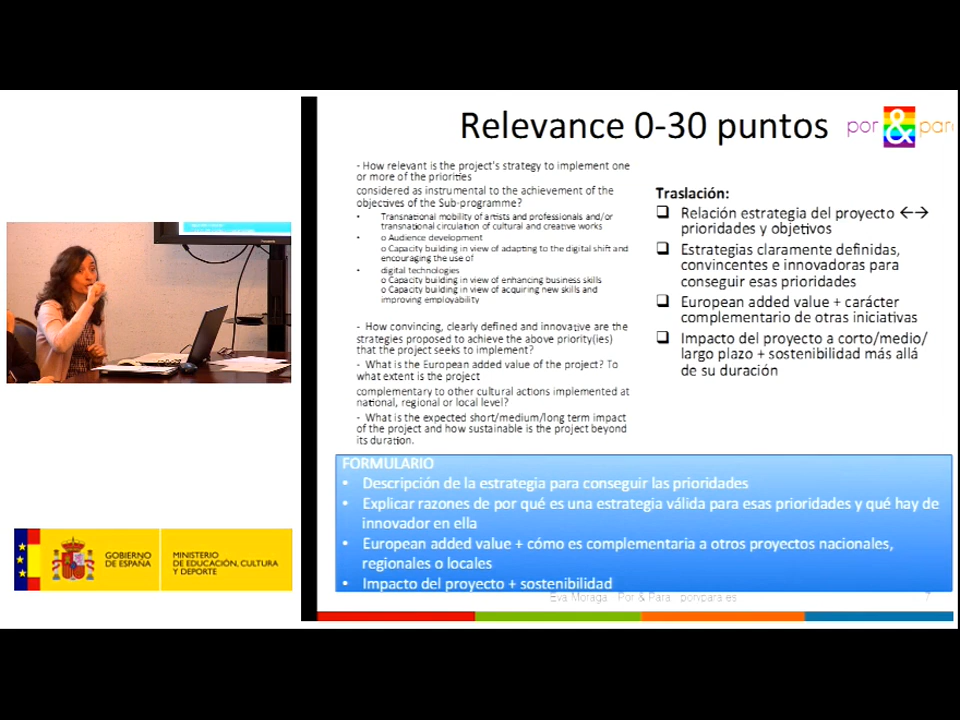 Relevance 0-30 puntos
por & para
- How relevant is the project's strategy to implement one
or more of the priorities
considered as instrumental to the achievement of the
objectives of the Sub-programme?
• Transnational mobility of artists and professionals and/or
transnational circulation of cultural and creative works
• o Audience development
o Capacity building in view of adapting to the digital shift and
encouraging the use of
• digital technologies
o Capacity building in view of enhancing business skills
o Capacity building in view of acquiring new skills and
improving employability
- How convincing, clearly defined and innovative are the
strategies proposed to achieve the above priority(ies)
that the project seeks to implement?
- What is the European added value of the project? To
what extent is the project
complementary to other cultural actions implemented at
national, regional or local level?
- What is the expected short/medium/long term impact
of the project and how sustainable is the project beyond
its duration.
Traslación:
❑ Relación estrategia del proyecto ←→
prioridades y objetivos
❑ Estrategias claramente definidas,
convincentes e innovadoras para
conseguir esas prioridades
❑ European added value + carácter
complementario de otras iniciativas
❑ Impacto del proyecto a corto/medio/
largo plazo + sostenibilidad más allá
de su duración
FORMULARIO
• Descripción de la estrategia para conseguir las prioridades
• Explicar razones de por qué es una estrategia válida para esas prioridades y qué hay de
innovador en ella
• European added value + cómo es complementaria a otros proyectos nacionales,
regionales o locales
• Impacto del proyecto + sostenibilidad
Eva Moraga Por & Para porypara.es
7
GOBIERNO
DE ESPAÑA
MINISTERIO
DE EDUCACIÓN, CULTURA
Y DEPORTE